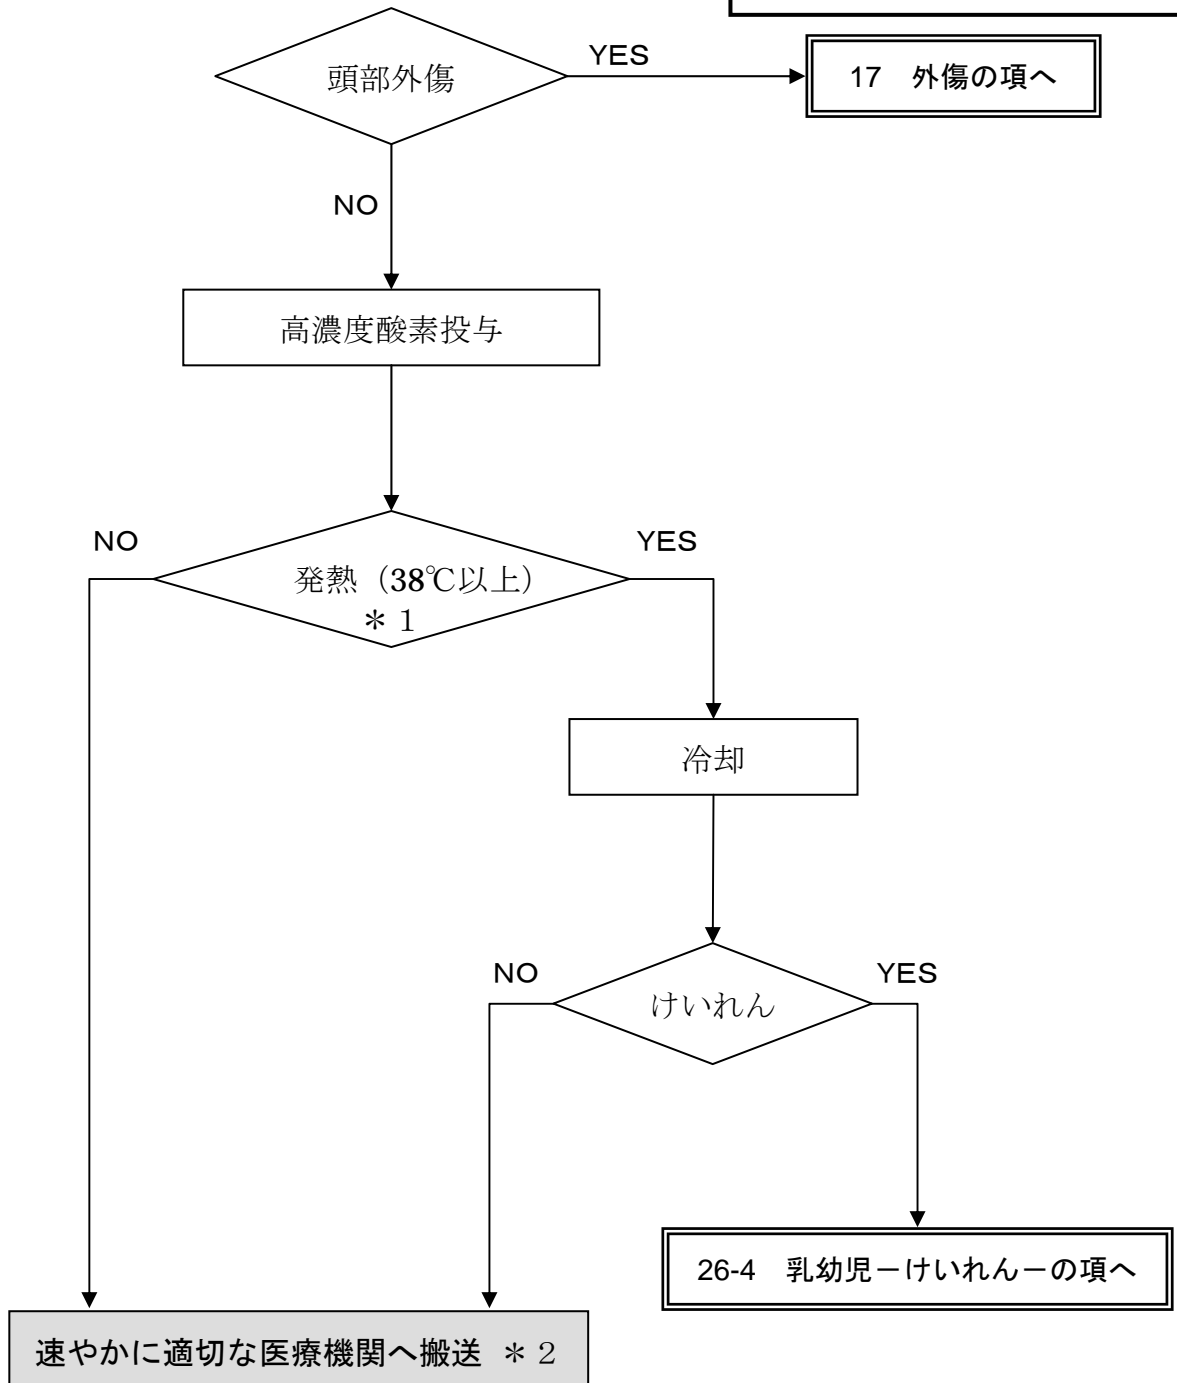 頭部外傷
YES
17　外傷の項へ
NO
高濃度酸素投与
NO
YES
発熱（38℃以上）
＊１
冷却
NO
YES
けいれん
26-4　乳幼児－けいれん－の項へ
速やかに適切な医療機関へ搬送 ＊２